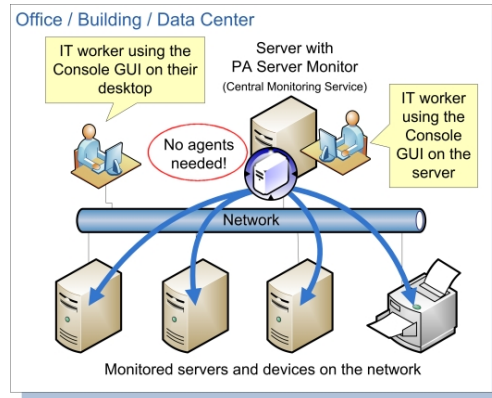 Office / Building / Data Center
IT worker using the
Console GUI on their
desktop
Server with
PA Server Monitor
(Central Monitoring Service)
No agents
needed!
IT worker
using the
Console
GUI on the
server
Network
Monitored servers and devices on the network